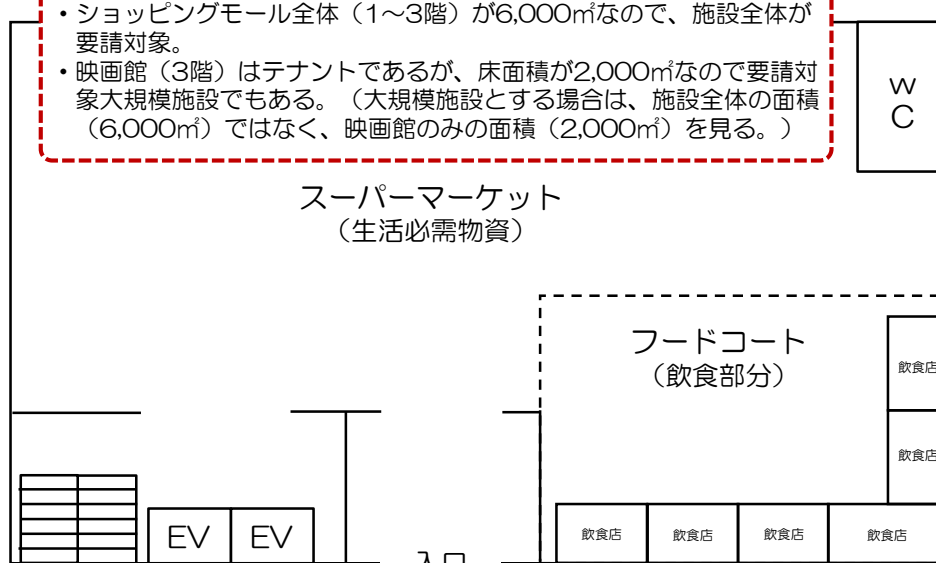 ・ショッピングモール全体（1～3階）が6,000㎡なので、施設全体が
要請対象。
・映画館（3階）はテナントであるが、床面積が2,000㎡なので要請対
象大規模施設でもある。（大規模施設とする場合は、施設全体の面積
（6,000㎡）ではなく、映画館のみの面積（2,000㎡）を見る。）
W
C
スーパーマーケット
（生活必需物資）
フードコート
（飲食部分）
飲食店
飲食店
EV
EV
飲食店
飲食店
飲食店
飲食店
入口